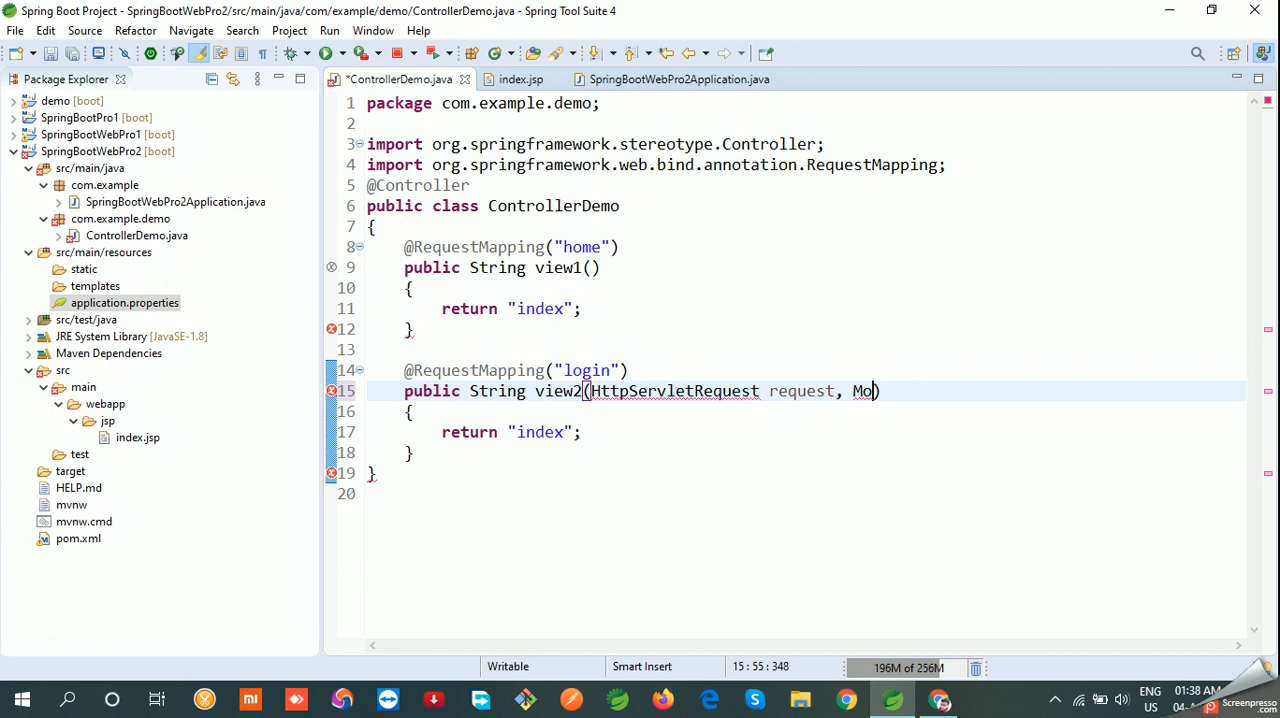 Spring Boot Project - SpringBootWebPro2/src/main/java/com/example/demo/ControllerDemo.java - Spring Tool Suite 4
File Edit Source Refactor Navigate Search Project Run Window Help
Package Explorer
*ControllerDemo.java index.jsp SpringBootWebPro2Application.java
demo [boot]
SpringBootPro1 [boot]
SpringBootWebPro1 [boot]
SpringBootWebPro2 [boot]
src/main/java
com.example
SpringBootWebPro2Application.java
com.example.demo
ControllerDemo.java
src/main/resources
static
templates
application.properties
src/test/java
JRE System Library [JavaSE-1.8]
Maven Dependencies
src
main
webapp
jsp
index.jsp
test
target
HELP.md
mvnw
mvnw.cmd
pom.xml
1 package com.example.demo;
2
3 import org.springframework.stereotype.Controller;
4 import org.springframework.web.bind.annotation.RequestMapping;
5 @Controller
6 public class ControllerDemo
7 {
8 @RequestMapping("home")
9 public String view1()
10 {
11 return "index";
12 }
13
14 @RequestMapping("login")
15 public String view2(HttpServletRequest request, Mo)
16 {
17 return "index";
18 }
19 }
20
Writable Smart Insert 15 : 55 : 348 196M of 256M
ENG 01:38 AM
US 04-A
Screenpresso
.com